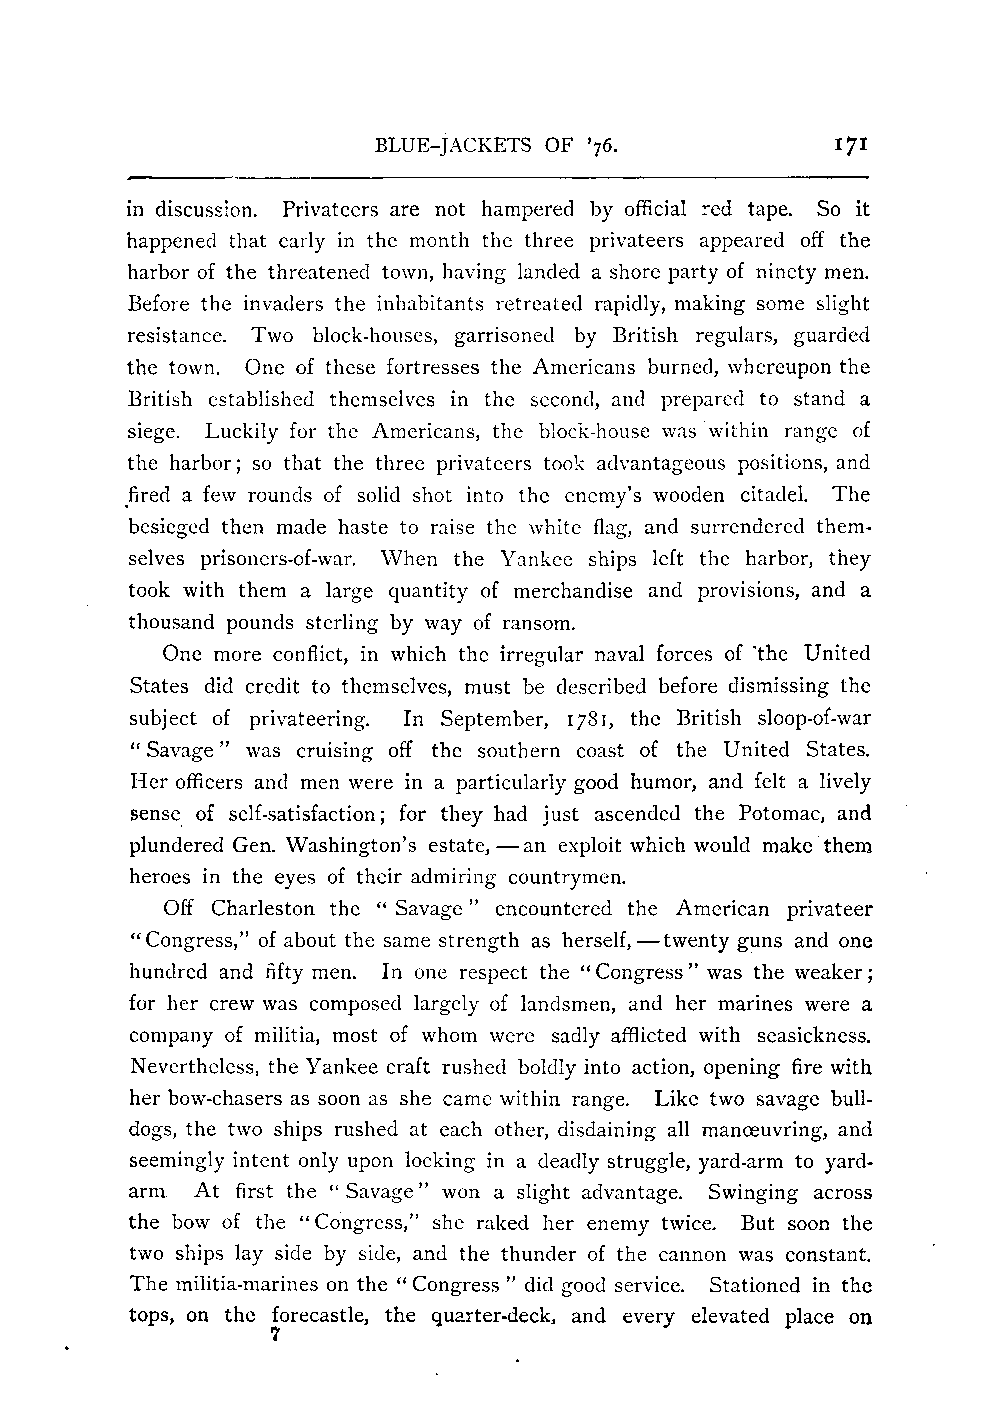 BLUE-JACKETS OF '76. 171
in discussion. Privateers are not hampered by official red tape. So it
happened that early in the month the three privateers appeared off the
harbor of the threatened town, having landed a shore party of ninety men.
Before the invaders the inhabitants retreated rapidly, making some slight
resistance. Two block-houses, garrisoned by British regulars, guarded
the town. One of these fortresses the Americans burned, whereupon the
British established themselves in the second, and prepared to stand a
siege. Luckily for the Americans, the block-house was within range of
the harbor; so that the three privateers took advantageous positions, and
fired a few rounds of solid shot into the enemy's wooden citadel. The
besieged then made haste to raise the white flag, and surrendered them-
selves prisoners-of-war. When the Yankee ships left the harbor, they
took with them a large quantity of merchandise and provisions, and a
thousand pounds sterling by way of ransom.
One more conflict, in which the irregular naval forces of the United
States did credit to themselves, must be described before dismissing the
subject of privateering. In September, 1781, the British sloop-of-war
"Savage" was cruising off the southern coast of the United States.
Her officers and men were in a particularly good humor, and felt a lively
sense of self-satisfaction; for they had just ascended the Potomac, and
plundered Gen. Washington's estate, — an exploit which would make them
heroes in the eyes of their admiring countrymen.
Off Charleston the "Savage" encountered the American privateer
"Congress," of about the same strength as herself, — twenty guns and one
hundred and fifty men. In one respect the "Congress" was the weaker;
for her crew was composed largely of landsmen, and her marines were a
company of militia, most of whom were sadly afflicted with seasickness.
Nevertheless, the Yankee craft rushed boldly into action, opening fire with
her bow-chasers as soon as she came within range. Like two savage bull-
dogs, the two ships rushed at each other, disdaining all manœuvring, and
seemingly intent only upon locking in a deadly struggle, yard-arm to yard-
arm At first the "Savage" won a slight advantage. Swinging across
the bow of the "Congress," she raked her enemy twice. But soon the
two ships lay side by side, and the thunder of the cannon was constant.
The militia-marines on the "Congress" did good service. Stationed in the
tops, on the forecastle, the quarter-deck, and every elevated place on
7